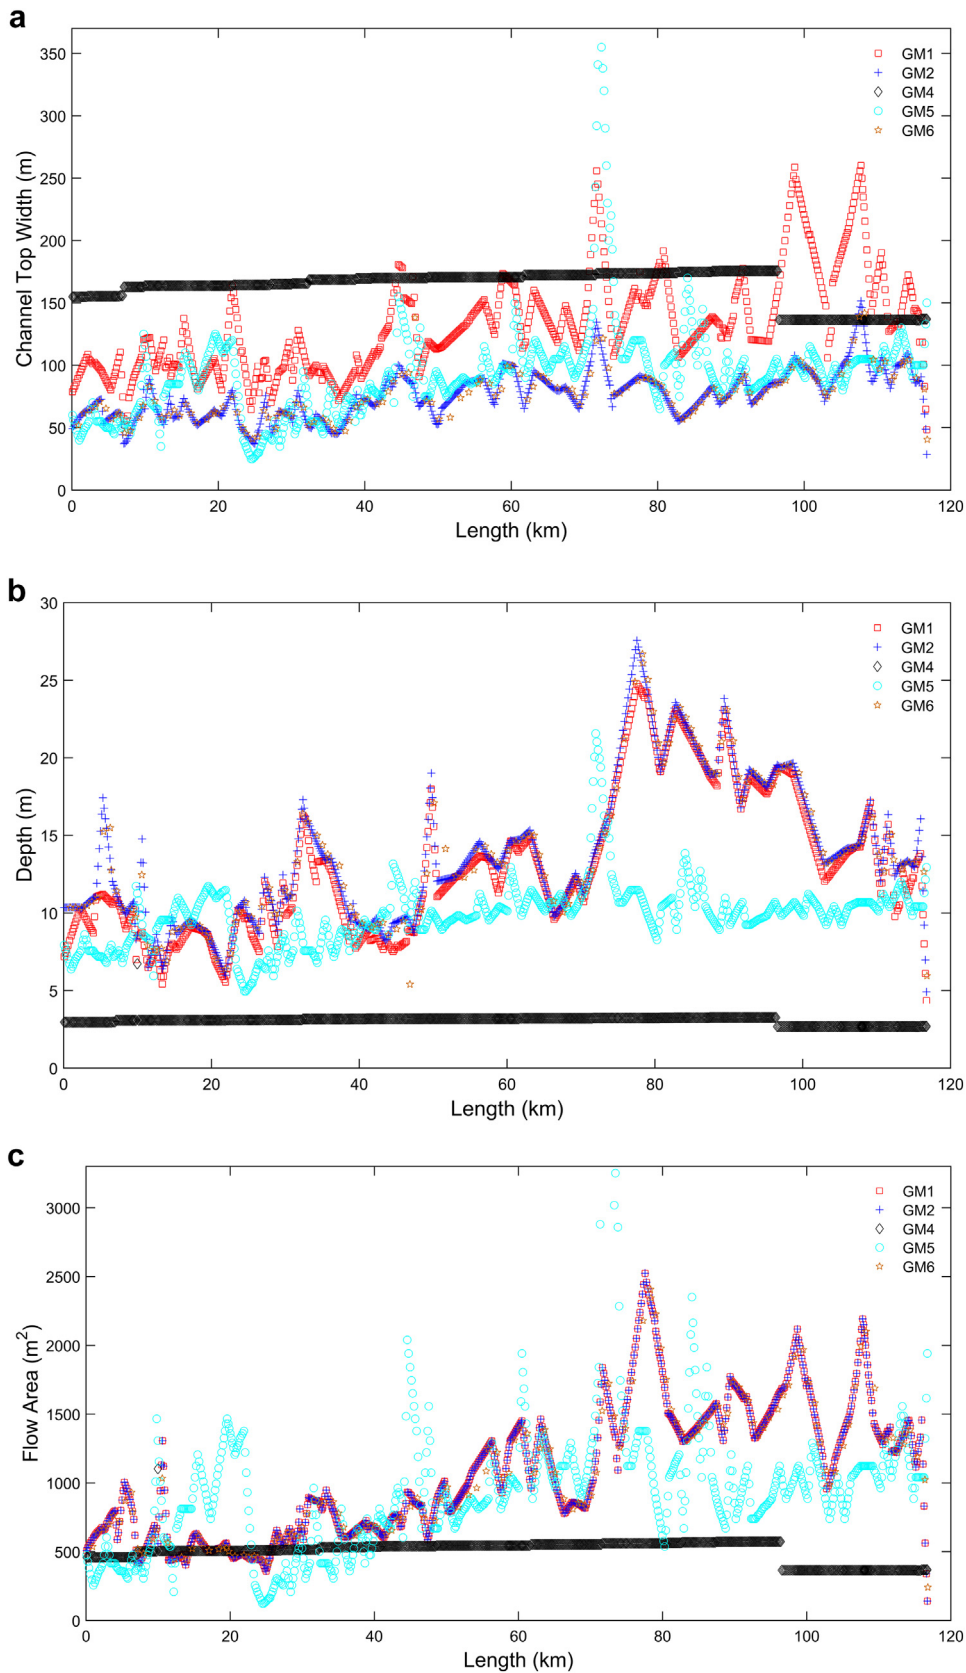 a
350
300
250
200
150
100
50
0
Channel Top Width (m)
GM1
GM2
GM4
GM5
GM6
0 20 40 60 80 100 120
Length (km)
b
30
25
20
15
10
5
0
Depth (m)
GM1
GM2
GM4
GM5
GM6
0 20 40 60 80 100 120
Length (km)
c
3000
2500
2000
1500
1000
500
0
Flow Area (m²)
GM1
GM2
GM4
GM5
GM6
0 20 40 60 80 100 120
Length (km)